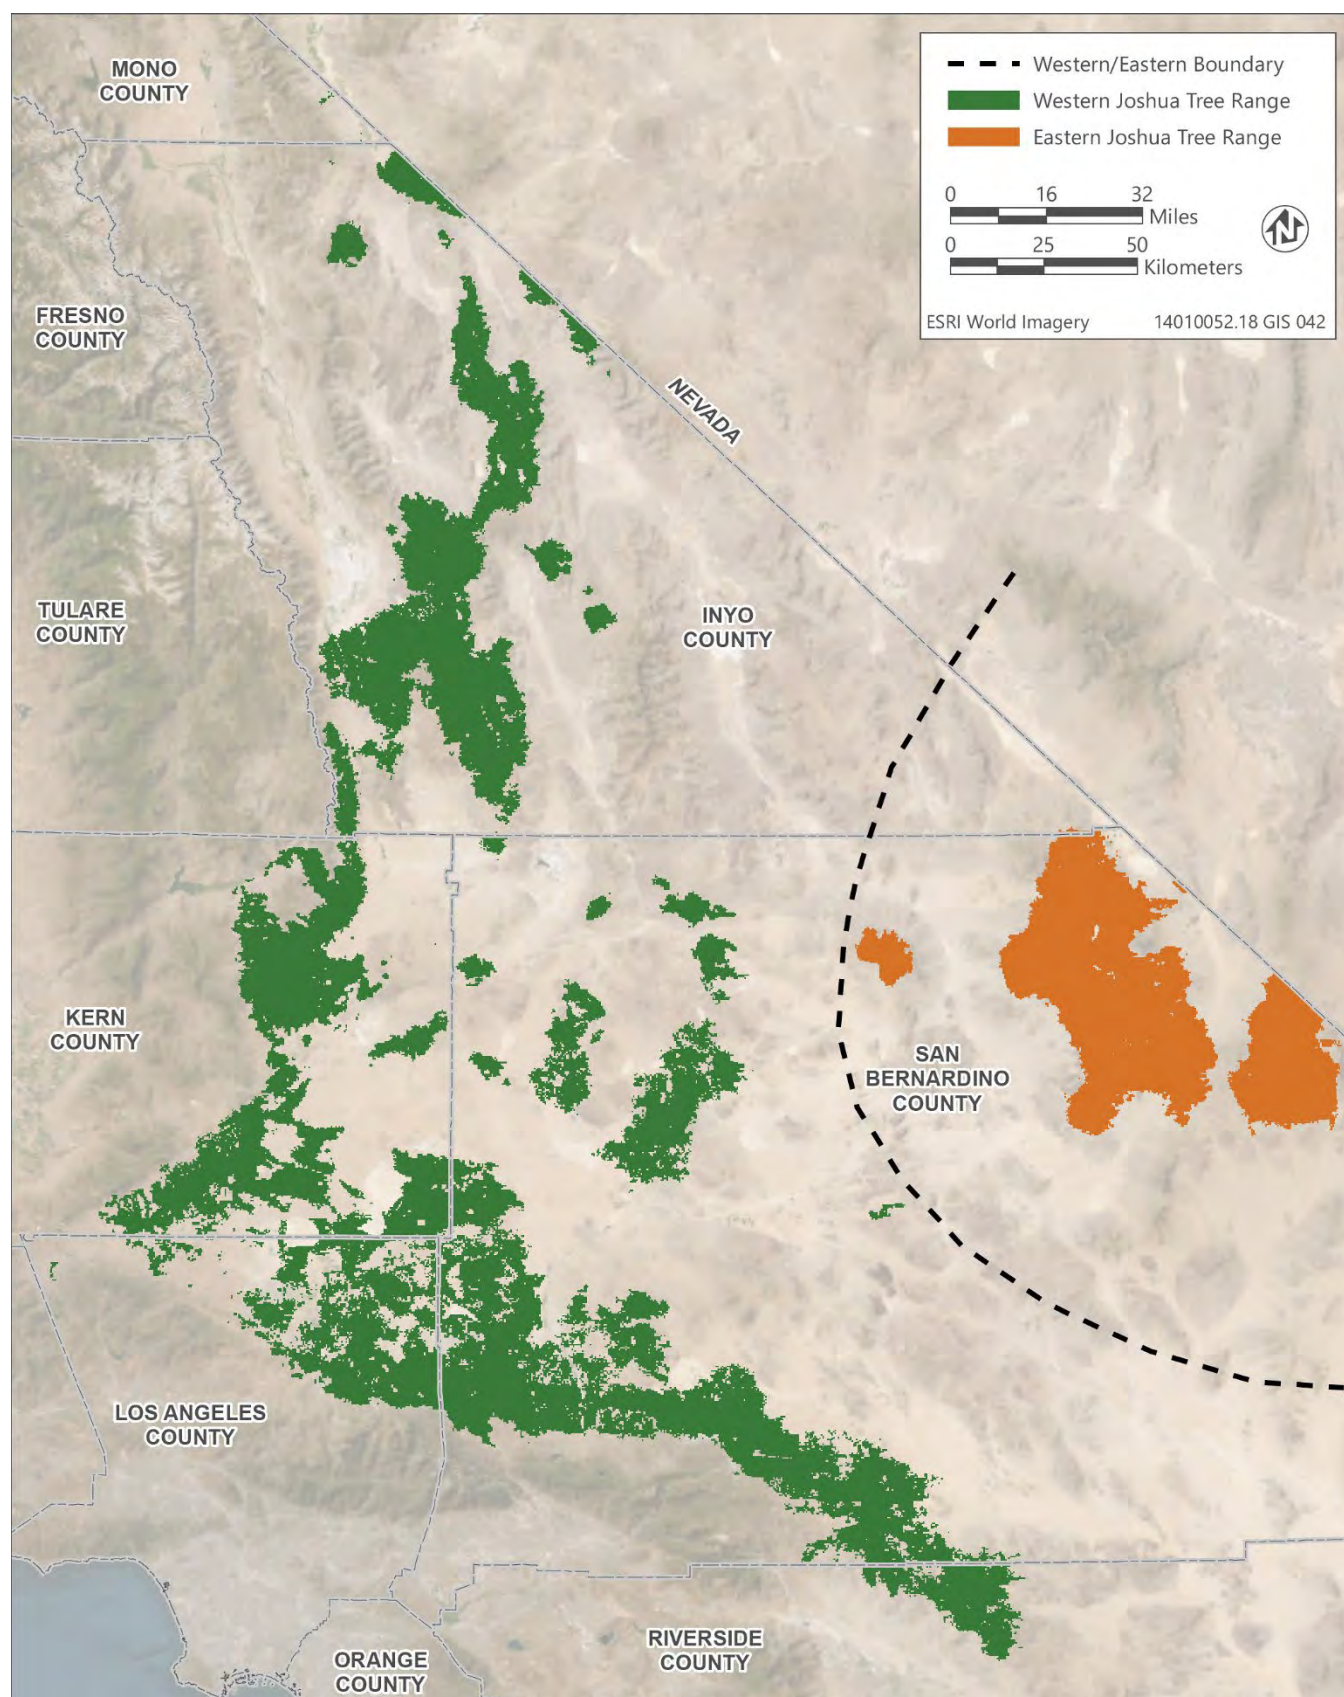 MONO
COUNTY
Western/Eastern Boundary
Western Joshua Tree Range
Eastern Joshua Tree Range
0 16 32
Miles
0 25 50
Kilometers
N
ESRI World Imagery 14010052.18 GIS 042
FRESNO
COUNTY
NEVADA
TULARE
COUNTY
INYO
COUNTY
KERN
COUNTY
SAN
BERNARDINO
COUNTY
LOS ANGELES
COUNTY
RIVERSIDE
COUNTY
ORANGE
COUNTY